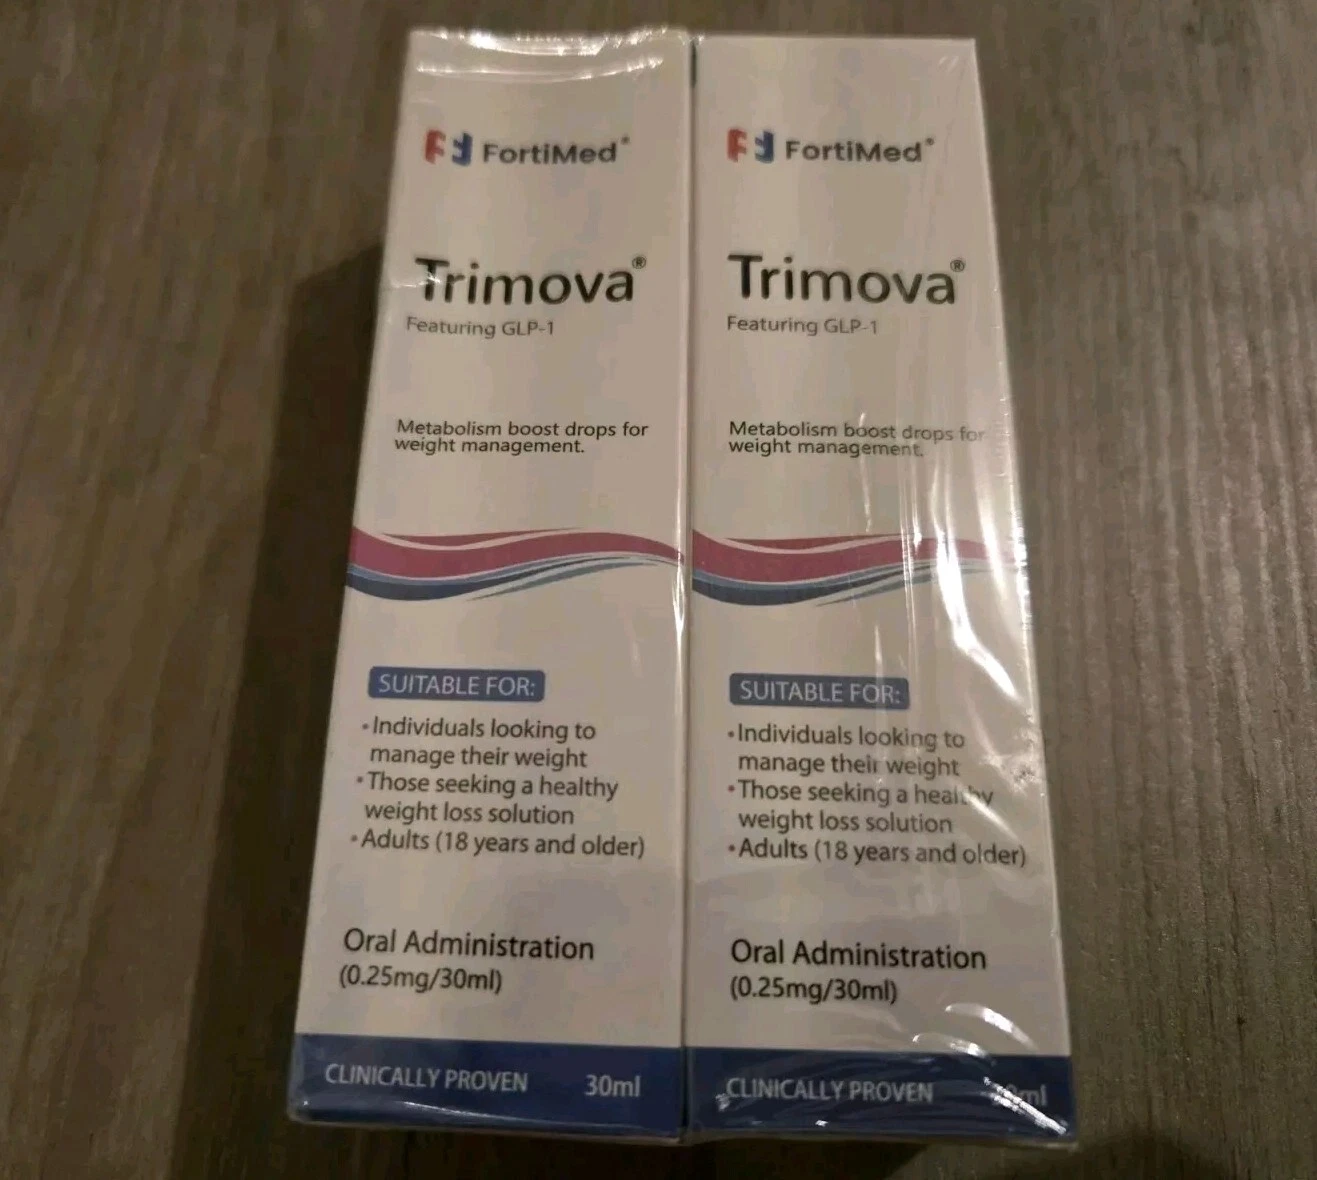 FortiMed®
Trimova®
Featuring GLP-1
Metabolism boost drops for
weight management.
SUITABLE FOR:
•Individuals looking to
manage their weight
•Those seeking a healthy
weight loss solution
•Adults (18 years and older)
Oral Administration
(0.25mg/30ml)
CLINICALLY PROVEN 30ml
FortiMed®
Trimova®
Featuring GLP-1
Metabolism boost drops for
weight management.
SUITABLE FOR:
•Individuals looking to
manage their weight
•Those seeking a healthy
weight loss solution
•Adults (18 years and older)
Oral Administration
(0.25mg/30ml)
CLINICALLY PROVEN 30ml